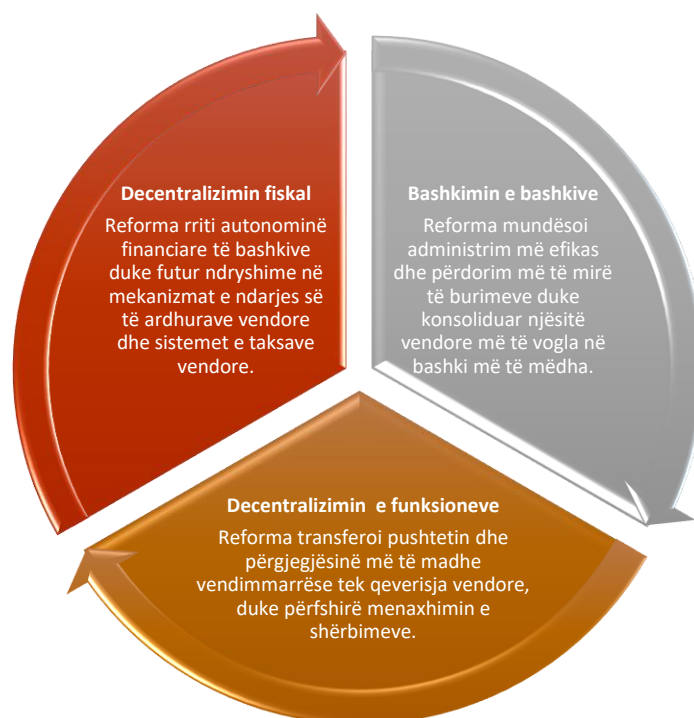 Decentralizimin fiskal
Reforma rriti autonominë
financiare të bashkive
duke futur ndryshime në
mekanizmat e ndarjes së
të ardhurave vendore
dhe sistemet e taksave
vendore.
Bashkimin e bashkive
Reforma mundësoi
administrim më efikas
dhe përdorim më të mirë
të burimeve duke
konsoliduar njësitë
vendore më të vogla në
bashki më të mëdha.
Decentralizimin e funksioneve
Reforma transferoi pushtetin dhe
përgjegjësinë më të madhe
vendimmarrëse tek qeverisja vendore,
duke përfshirë menaxhimin e
shërbimeve.